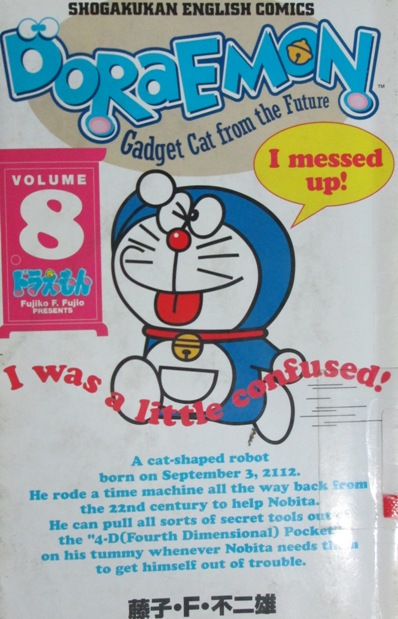 SHOGAKUKAN ENGLISH COMICS
DORAEMON
™
Gadget Cat from the Future
I messed
up!
VOLUME
8
ドラえもん
Fujiko F. Fujio
PRESENTS
I was a little confused!
A cat-shaped robot
born on September 3, 2112.
He rode a time machine all the way back from
the 22nd century to help Nobita.
He can pull all sorts of secret tools out of
the "4-D(Fourth Dimensional) Pocket"
on his tummy whenever Nobita needs them
to get himself out of trouble.
藤子・F・不二雄